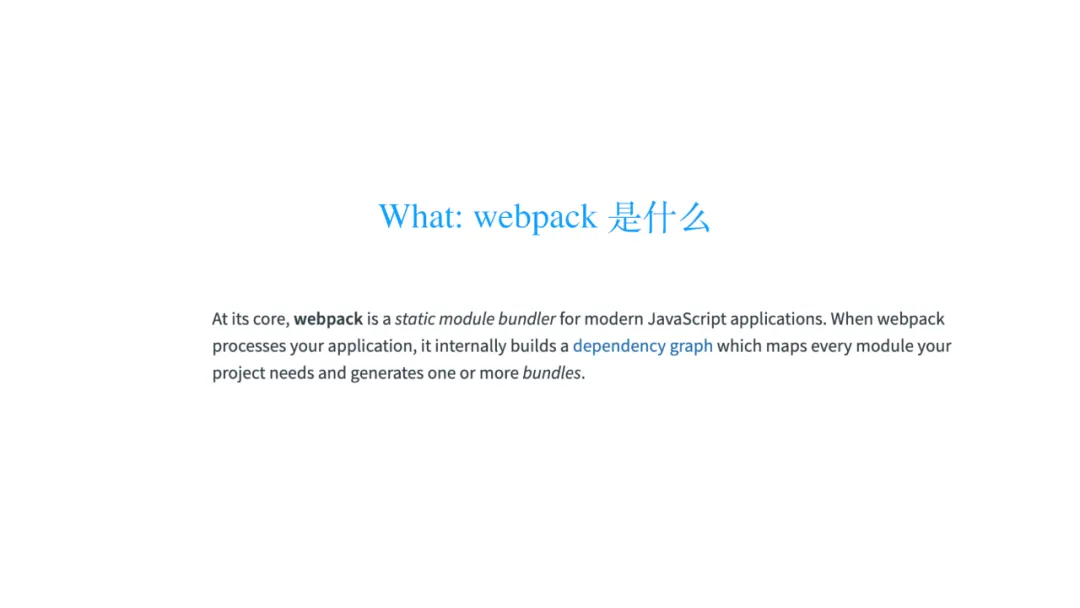 What: webpack 是什么
At its core, webpack is a static module bundler for modern JavaScript applications. When webpack
processes your application, it internally builds a dependency graph which maps every module your
project needs and generates one or more bundles.